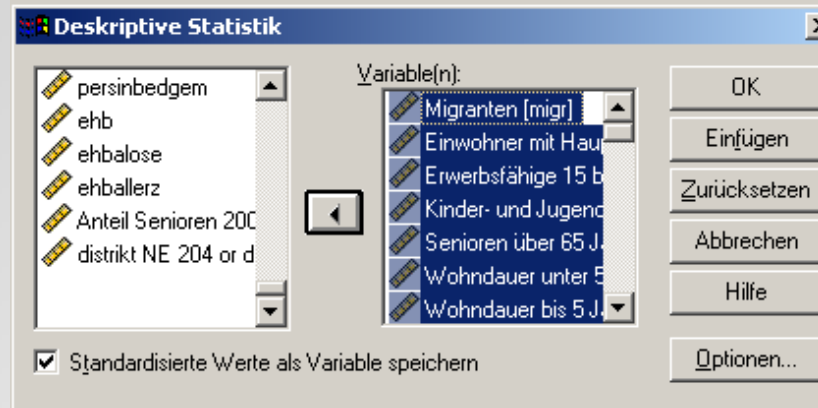 Deskriptive Statistik
persinbedgem
ehb
ehbalose
ehballerz
Anteil Senioren 200
distrikt NE 204 or d
Variable(n):
Migranten [migr]
Einwohner mit Hau
Erwerbsfähige 15 b
Kinder- und Jugend
Senioren über 65 J
Wohndauer unter 5
Wohndauer bis 5 J
OK
Einfügen
Zurücksetzen
Abbrechen
Hilfe
Optionen...
Standardisierte Werte als Variable speichern